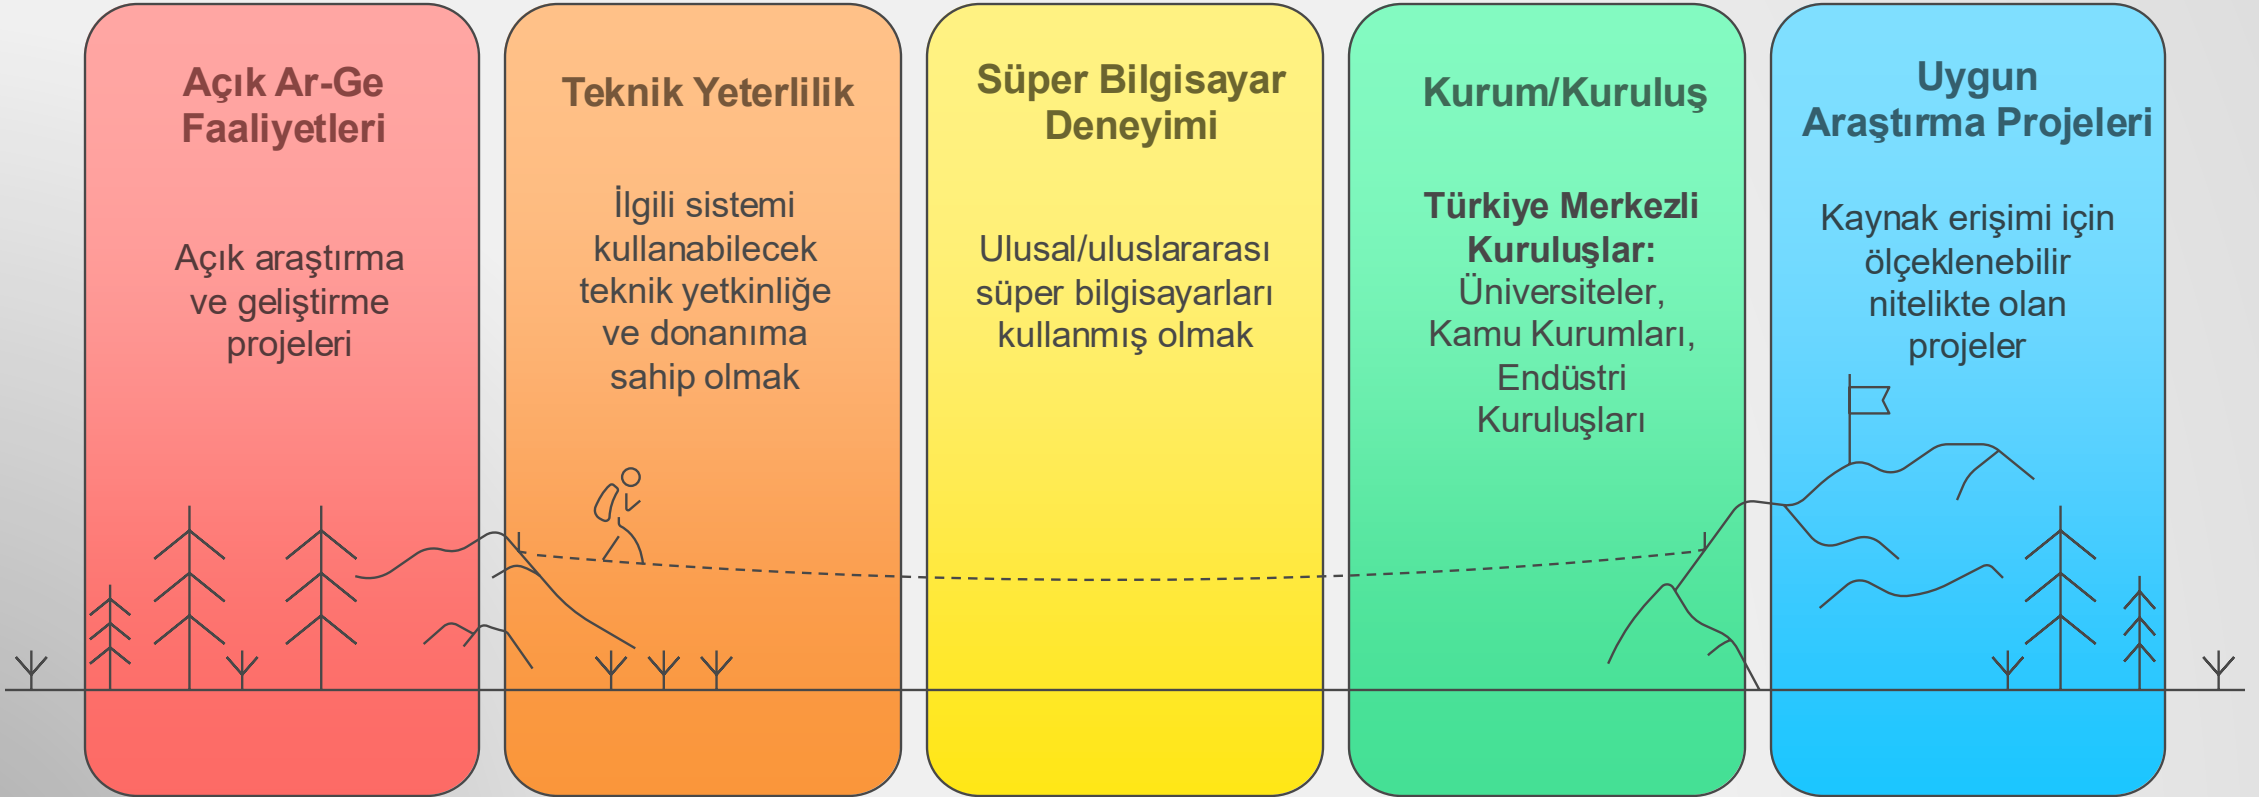 Açık Ar-Ge
Faaliyetleri
Açık araştırma
ve geliştirme
projeleri
Teknik Yeterlilik
İlgili sistemi
kullanabilecek
teknik yetkinliğe
ve donanıma
sahip olmak
Süper Bilgisayar
Deneyimi
Ulusal/uluslararası
süper bilgisayarları
kullanmış olmak
Kurum/Kuruluş
Türkiye Merkezli
Kuruluşlar:
Üniversiteler,
Kamu Kurumları,
Endüstri
Kuruluşları
Uygun
Araştırma Projeleri
Kaynak erişimi için
ölçeklenebilir
nitelikte olan
projeler